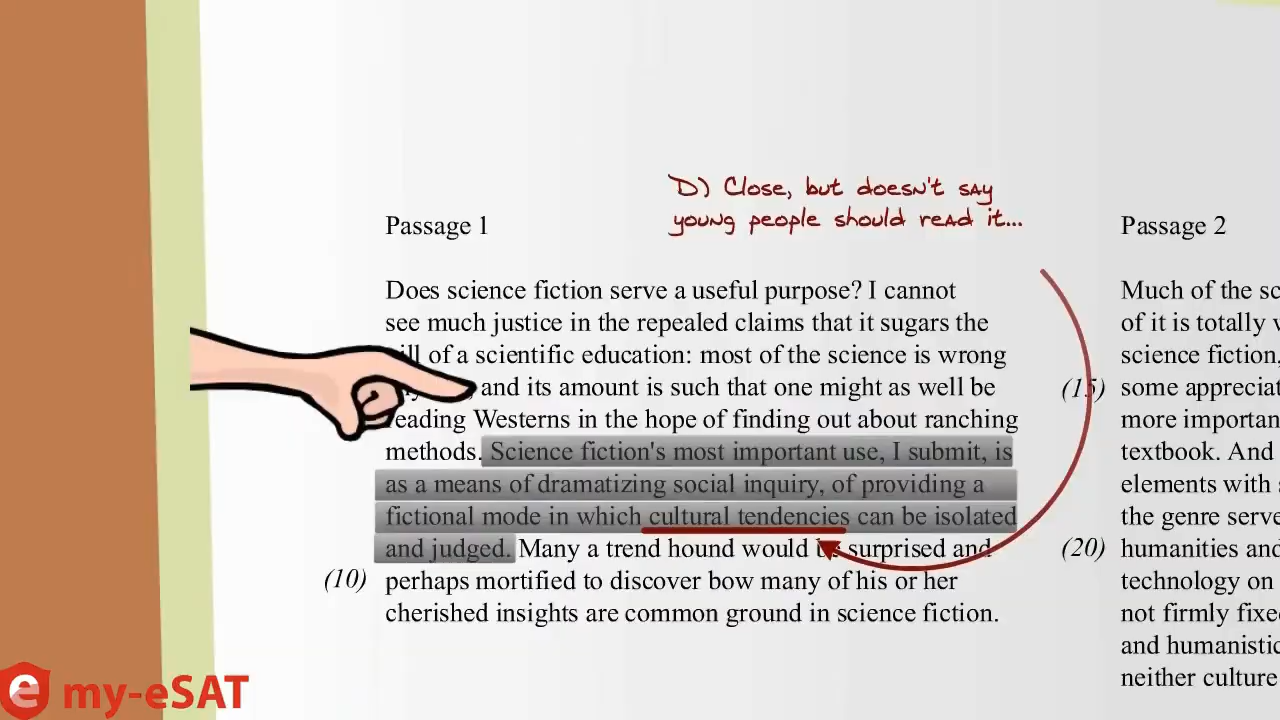 D) Close, but doesn't say
young people should read it...
Passage 1
Does science fiction serve a useful purpose? I cannot
see much justice in the repealed claims that it sugars the
of a scientific education: most of the science is wrong
and its amount is such that one might as well be
reading Westerns in the hope of finding out about ranching
methods. Science fiction's most important use, I submit, is
as a means of dramatizing social inquiry, of providing a
fictional mode in which cultural tendencies can be isolated
and judged. Many a trend hound would be surprised and
(10) perhaps mortified to discover bow many of his or her
cherished insights are common ground in science fiction.
Passage 2
Much of the sc
of it is totally
science fiction,
(15) some appreciat
more important
textbook. And
elements with
the genre serve
(20) humanities and
technology on
not firmly fixe
and humanistic
neither culture
my-eSAT